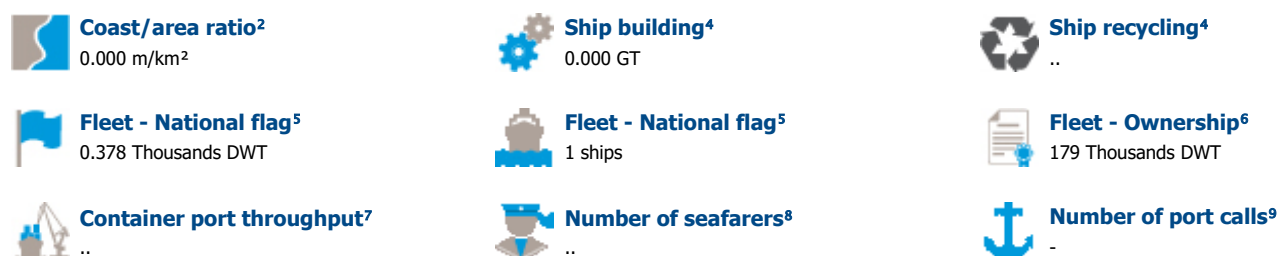 Coast/area ratio²
0.000 m/km²
Ship building⁴
0.000 GT
Ship recycling⁴
..
Fleet - National flag⁵
0.378 Thousands DWT
Fleet - National flag⁵
1 ships
Fleet - Ownership⁶
179 Thousands DWT
Container port throughput⁷
..
Number of seafarers⁸
..
Number of port calls⁹
-